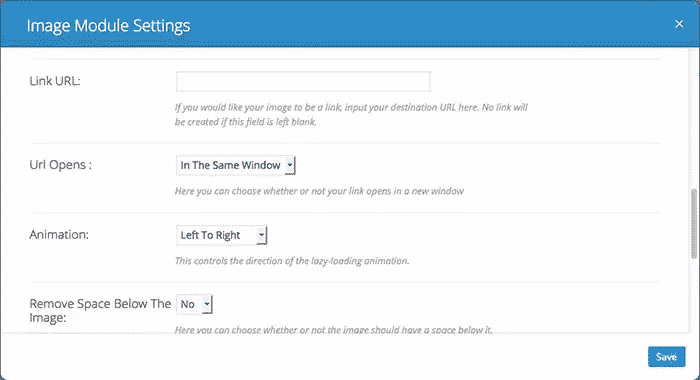 Image Module Settings ×
Link URL:
If you would like your image to be a link, input your destination URL here. No link will
be created if this field is left blank.
Url Opens : In The Same Window
Here you can choose whether or not your link opens in a new window
Animation: Left To Right
This controls the direction of the lazy-loading animation.
Remove Space Below The No
Image:
Here you can choose whether or not the image should have a space below it.
Save